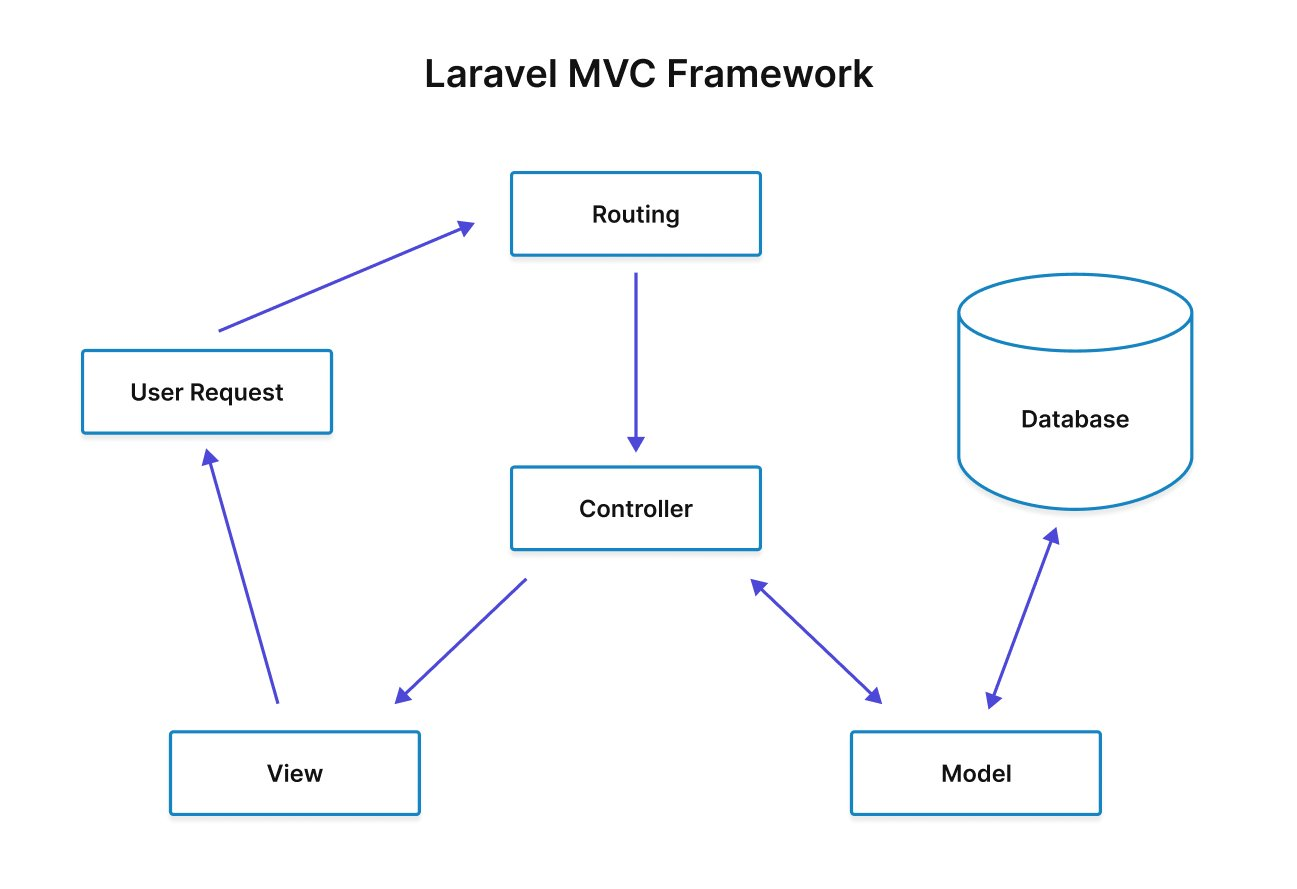 Laravel MVC Framework
Routing
User Request
Database
Controller
View
Model